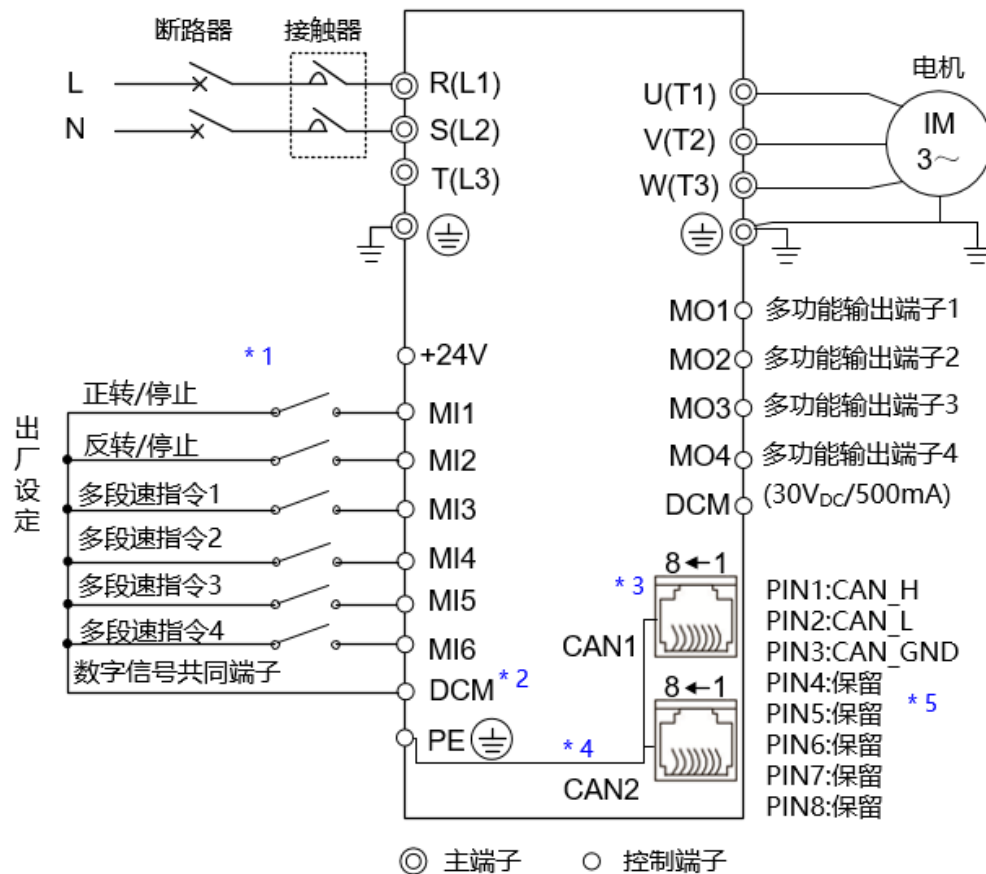 断路器 接触器
L
N
R(L1)
S(L2)
T(L3)
U(T1)
V(T2)
W(T3)
电机
IM
3～
+24V
* 1
出厂设定
正转/停止
反转/停止
多段速指令1
多段速指令2
多段速指令3
多段速指令4
数字信号共同端子
MI1
MI2
MI3
MI4
MI5
MI6
DCM * 2
PE
MO1 多功能输出端子1
MO2 多功能输出端子2
MO3 多功能输出端子3
MO4 多功能输出端子4
DCM (30VDC/500mA)
8←1
* 3
CAN1
8←1
* 4
CAN2
PIN1:CAN_H
PIN2:CAN_L
PIN3:CAN_GND
PIN4:保留
PIN5:保留 * 5
PIN6:保留
PIN7:保留
PIN8:保留
主端子 控制端子